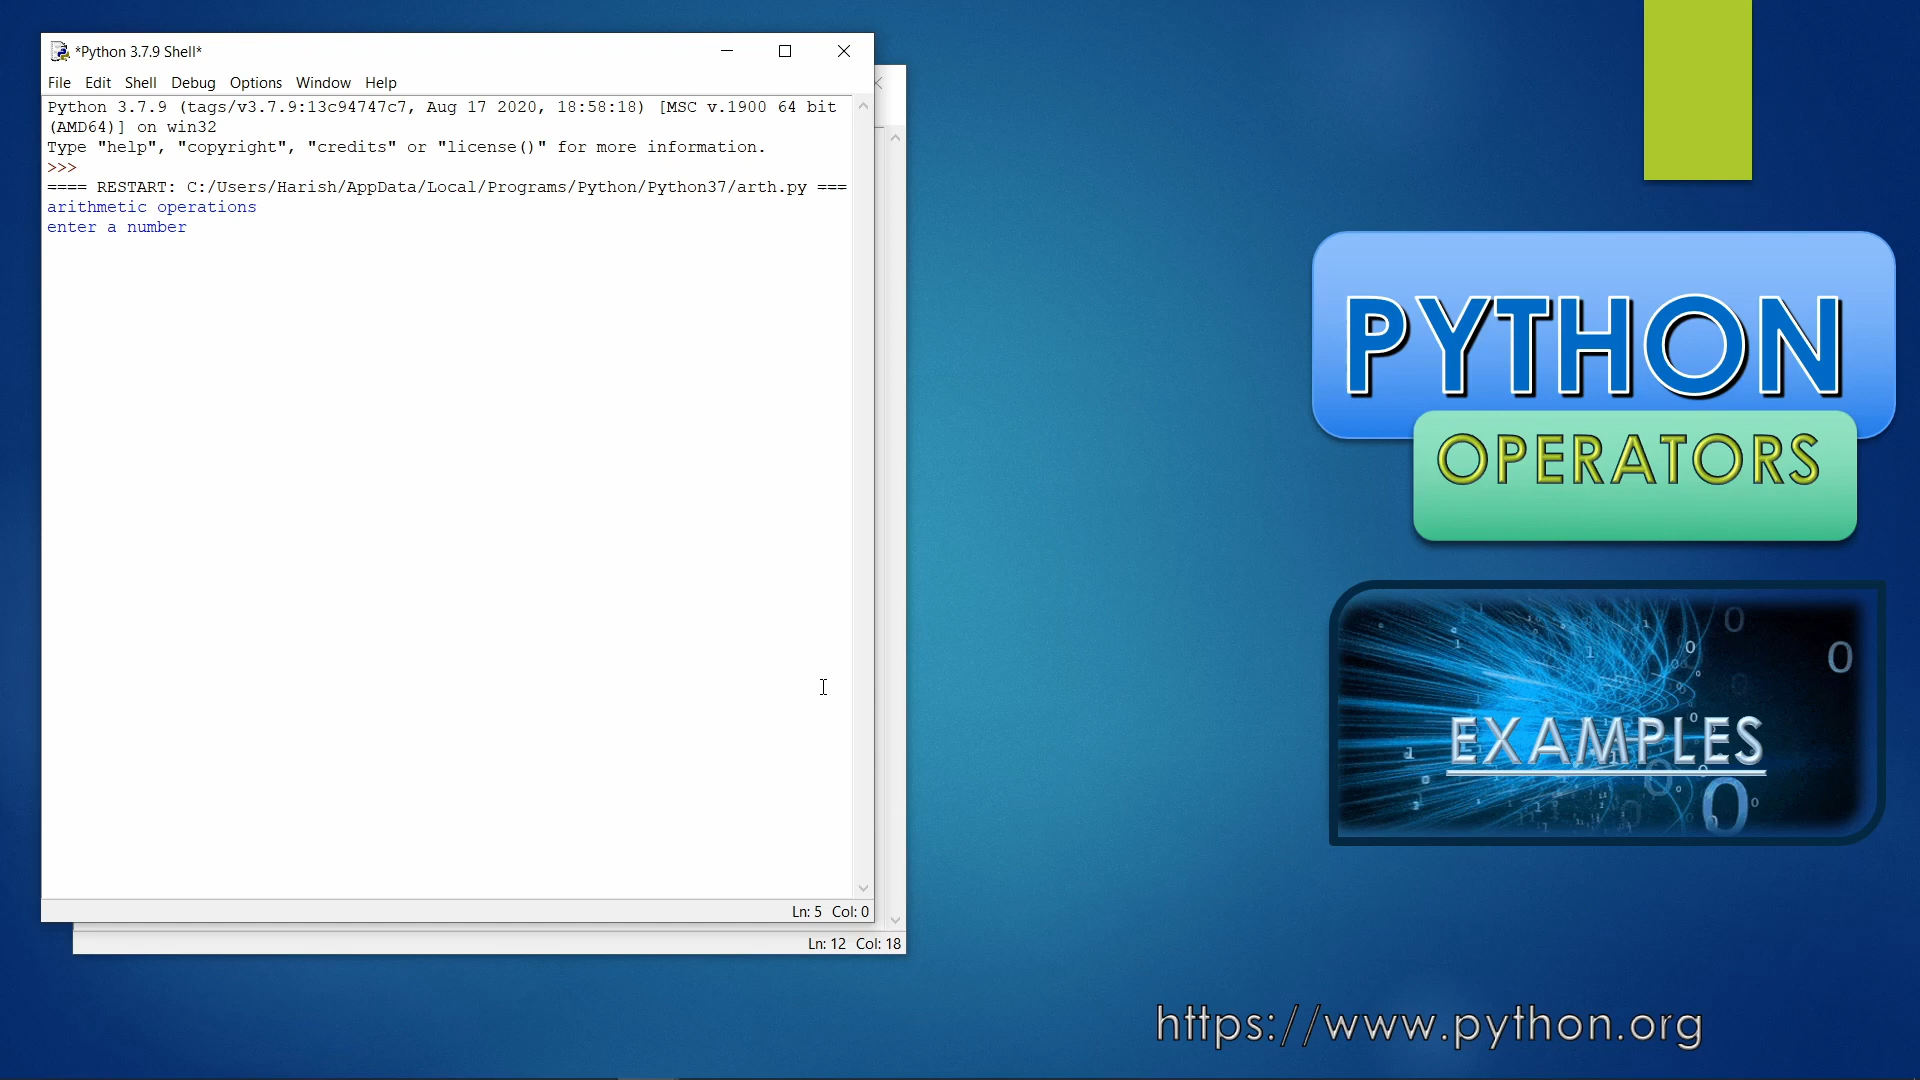 *Python 3.7.9 Shell*
File Edit Shell Debug Options Window Help
Python 3.7.9 (tags/v3.7.9:13c94747c7, Aug 17 2020, 18:58:18) [MSC v.1900 64 bit
(AMD64)] on win32
Type "help", "copyright", "credits" or "license()" for more information.
>>>
==== RESTART: C:/Users/Harish/AppData/Local/Programs/Python/Python37/arth.py ===
arithmetic operations
enter a number
Ln: 5 Col: 0
Ln: 12 Col: 18
PYTHON
OPERATORS
EXAMPLES
https://www.python.org